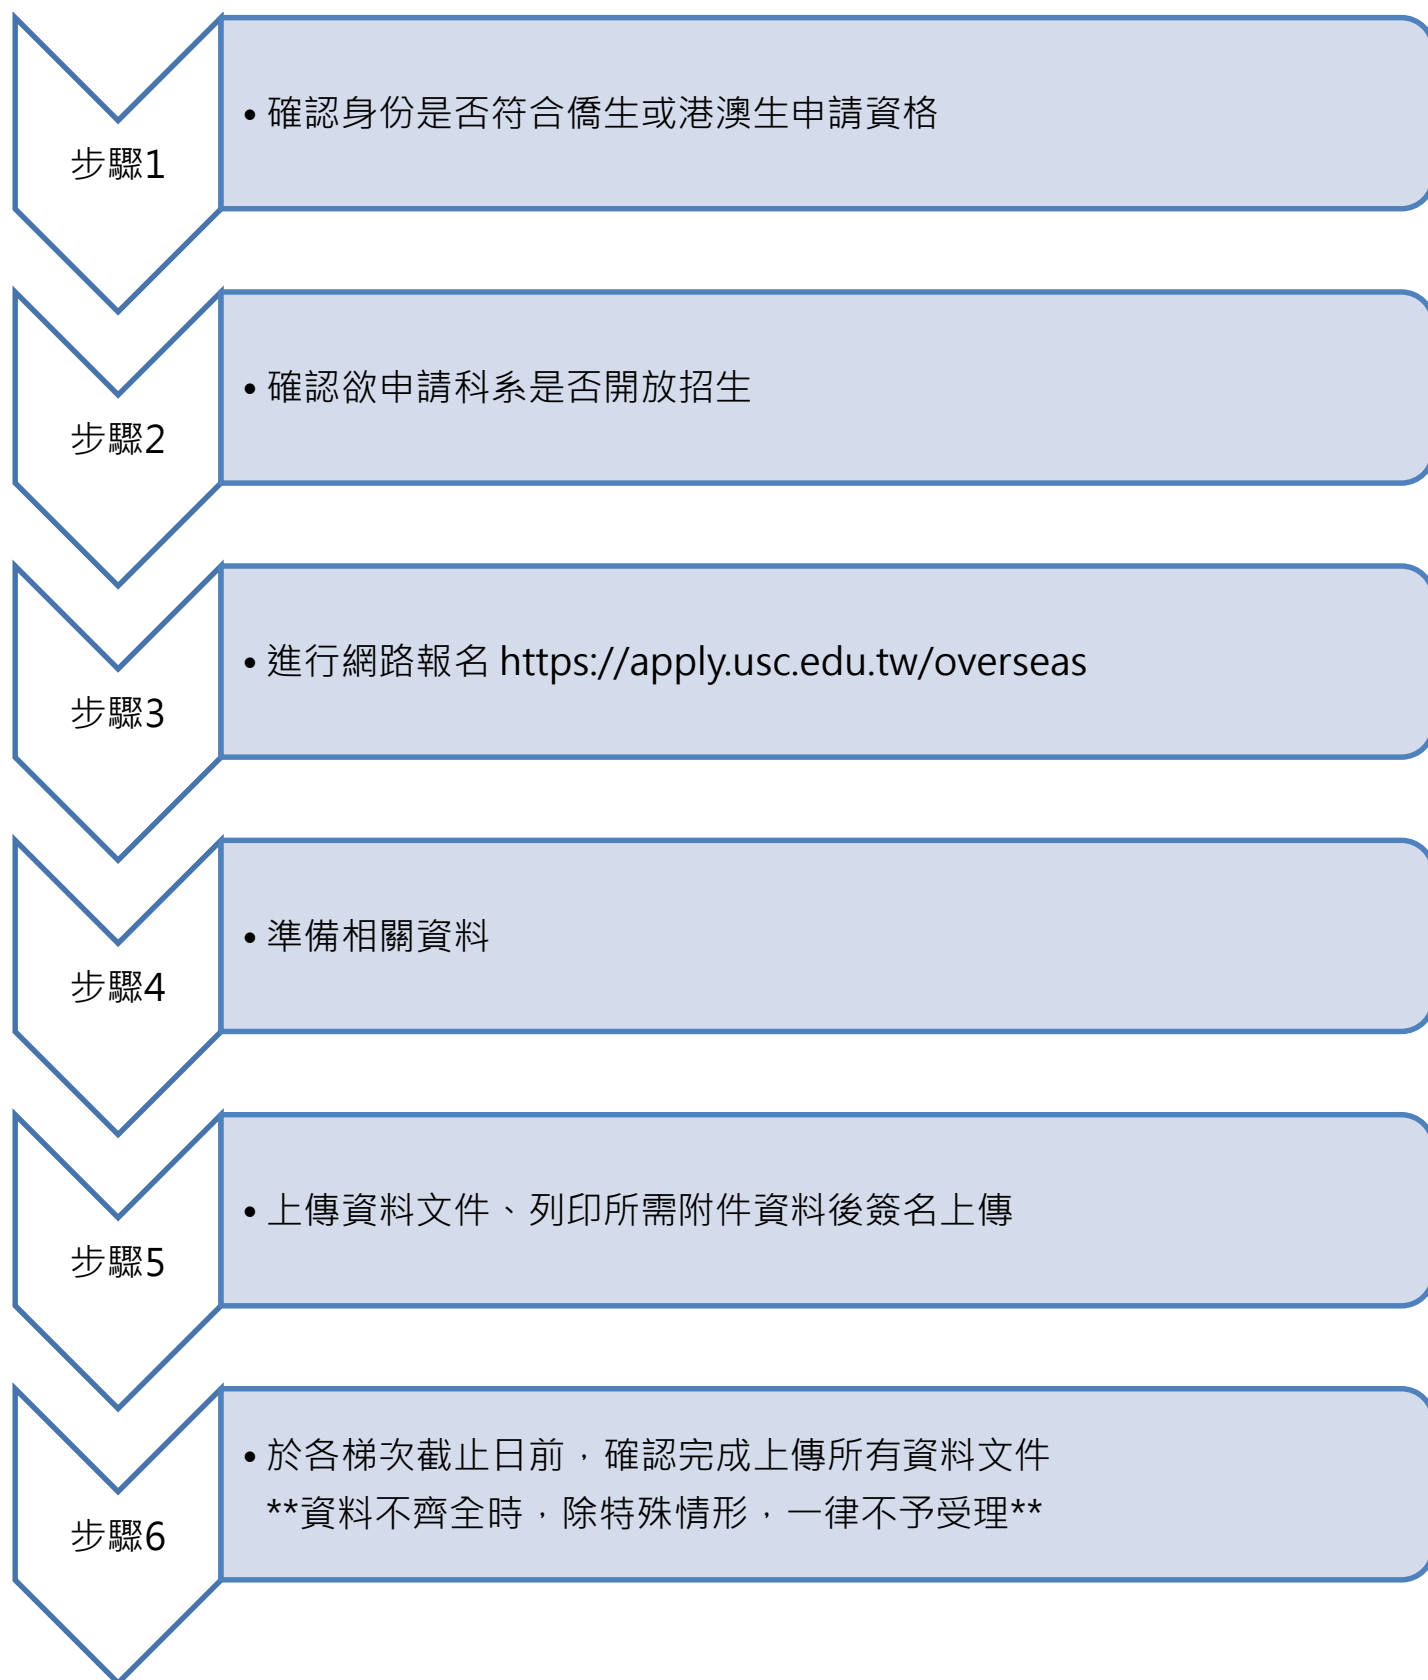 步驟1
• 確認身份是否符合僑生或港澳生申請資格
步驟2
• 確認欲申請科系是否開放招生
步驟3
• 進行網路報名 https://apply.usc.edu.tw/overseas
步驟4
• 準備相關資料
步驟5
• 上傳資料文件、列印所需附件資料後簽名上傳
步驟6
• 於各梯次截止日前，確認完成上傳所有資料文件
**資料不齊全時，除特殊情形，一律不予受理**